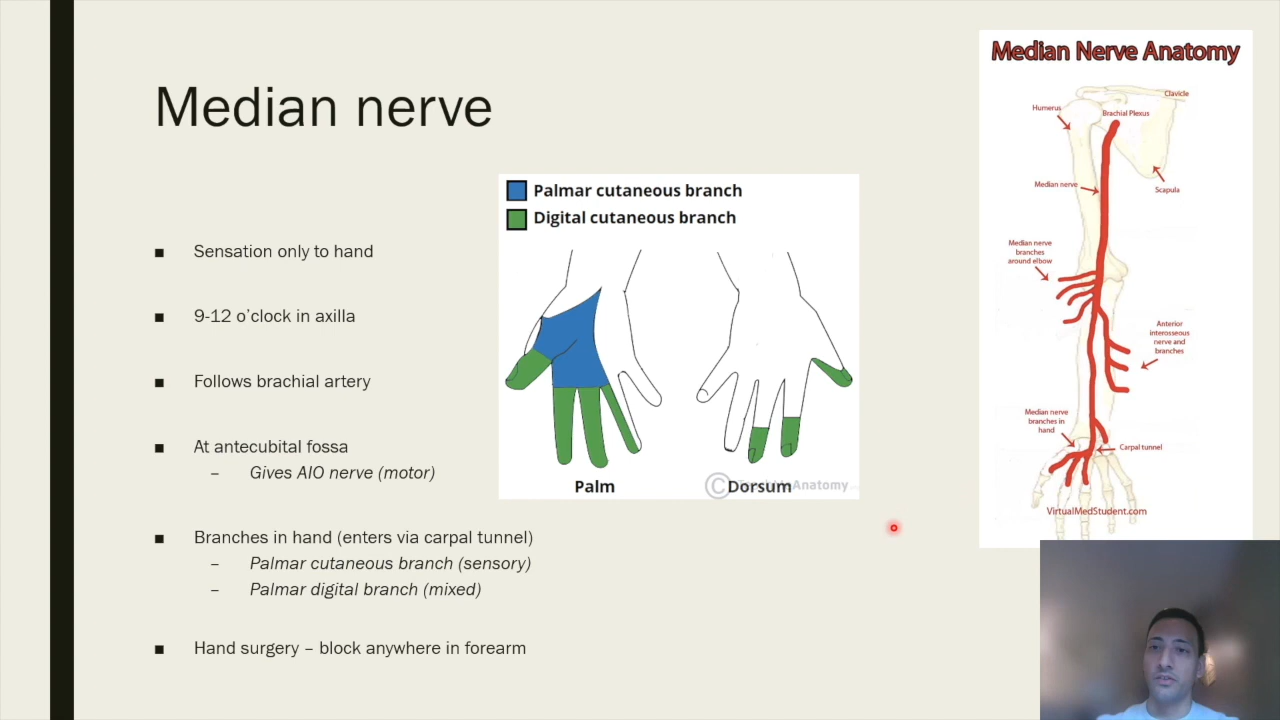 Median nerve
■ Sensation only to hand
■ 9-12 o’clock in axilla
■ Follows brachial artery
■ At antecubital fossa
– Gives AIO nerve (motor)
■ Branches in hand (enters via carpal tunnel)
– Palmar cutaneous branch (sensory)
– Palmar digital branch (mixed)
■ Hand surgery – block anywhere in forearm
Palmar cutaneous branch
Digital cutaneous branch
Palm
Dorsum
©
Anatomy
Median Nerve Anatomy
Clavicle
Humerus
Brachial Plexus
Median nerve
Scapula
Median nerve
branches
around elbow
Anterior
interosseous
nerve and
branches
Median nerve
branches in
hand
Carpal tunnel
VirtualMedStudent.com